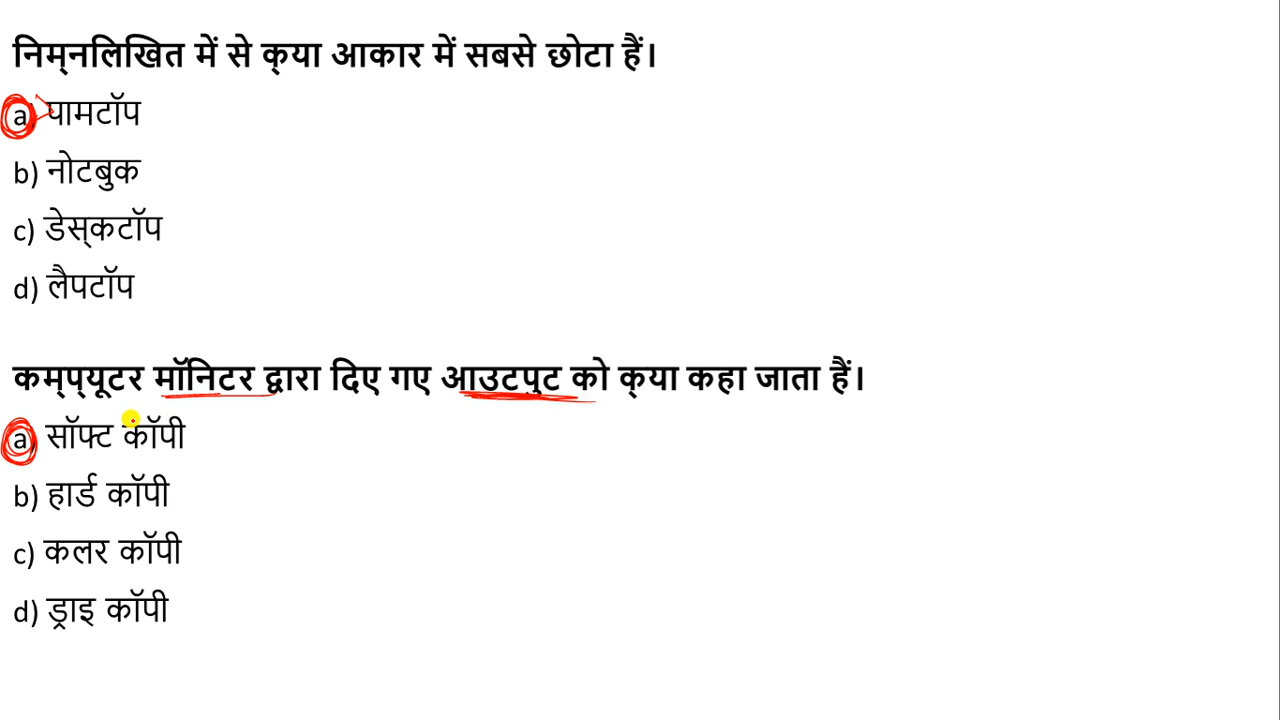 निम्नलिखित में से क्या आकार में सबसे छोटा हैं।
a) पामटॉप
b) नोटबुक
c) डेस्कटॉप
d) लैपटॉप
कम्प्यूटर मॉनिटर द्वारा दिए गए आउटपुट को क्या कहा जाता हैं।
a) सॉफ्ट कॉपी
b) हार्ड कॉपी
c) कलर कॉपी
d) ड्राइ कॉपी